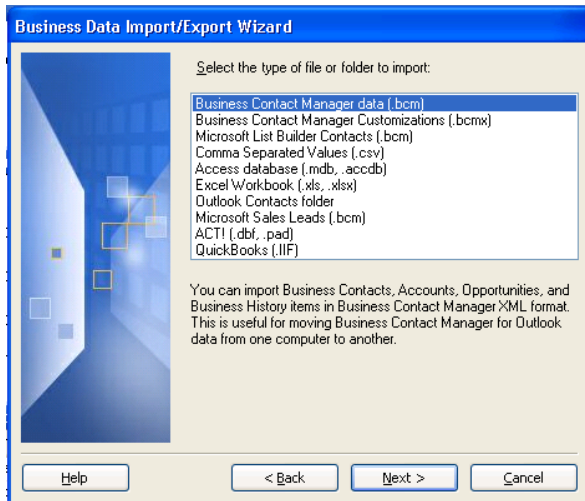 Business Data Import/Export Wizard
Select the type of file or folder to import:
Business Contact Manager data (.bcm)
Business Contact Manager Customizations (.bcmx)
Microsoft List Builder Contacts (.bcm)
Comma Separated Values (.csv)
Access database (.mdb, .accdb)
Excel Workbook (.xls, .xlsx)
Outlook Contacts folder
Microsoft Sales Leads (.bcm)
ACT! (.dbf, .pad)
QuickBooks (.IIF)
You can import Business Contacts, Accounts, Opportunities, and
Business History items in Business Contact Manager XML format.
This is useful for moving Business Contact Manager for Outlook
data from one computer to another.
Help
< Back
Next >
Cancel